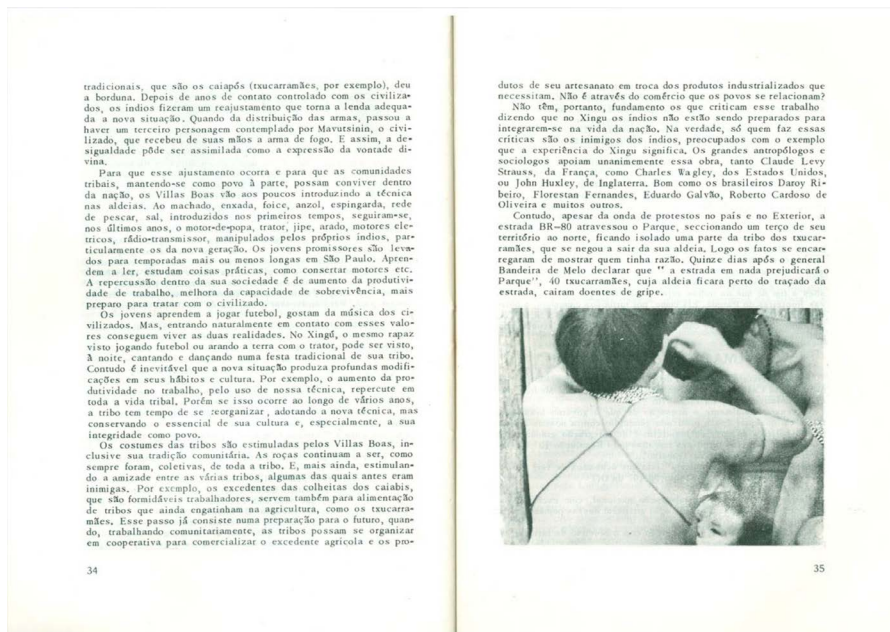 tradicionais, que são os caiapós (txucarramães, por exemplo), deu
a borduna. Depois de anos de contato controlado com os civiliza-
dos, os índios fizeram um reajustamento que torna a lenda adequa-
da a nova situação. Quando da distribuição das armas, passou a
haver um terceiro personagem contemplado por Mavutsinin, o civi-
lizado, que recebeu de suas mãos a arma de fogo. E assim, a de-
sigualdade pôde ser assimilada como a expressão da vontade di-
vina.
Para que esse ajustamento ocorra e para que as comunidades
tribais, mantendo-se como povo à parte, possam conviver dentro
da nação, os Villas Boas vão aos poucos introduzindo a técnica
nas aldeias. Ao machado, enxada, foice, anzol, espingarda, rede
de pescar, sal, introduzidos nos primeiros tempos, seguiram-se,
nos últimos anos, o motor-de-popa, trator, jipe, arado, motores ele-
tricos, rádio-transmissor, manipulados pelos próprios índios, par-
ticularmente os da nova geração. Os jovens promissores são leva-
dos para temporadas mais ou menos longas em São Paulo. Apren-
dem a ler, estudam coisas práticas, como consertar motores etc.
A repercussão dentro da sua sociedade é de aumento da produtivi-
dade de trabalho, melhora da capacidade de sobrevivência, mais
preparo para tratar com o civilizado.
Os jovens aprendem a jogar futebol, gostam da música dos ci-
vilizados. Mas, entrando naturalmente em contato com esses valo-
res conseguem viver as duas realidades. No Xingú, o mesmo rapaz
visto jogando futebol ou arando a terra com o trator, pode ser visto,
à noite, cantando e dançando numa festa tradicional de sua tribo.
Contudo é inevitável que a nova situação produza profundas modifi-
cações em seus hábitos e cultura. Por exemplo, o aumento da pro-
dutividade no trabalho, pelo uso de nossa técnica, repercute em
toda a vida tribal. Porém se isso ocorre ao longo de vários anos,
a tribo tem tempo de se reorganizar, adotando a nova técnica, mas
conservando o essencial de sua cultura e, especialmente, a sua
integridade como povo.
Os costumes das tribos são estimuladas pelos Villas Boas, in-
clusive sua tradição comunitária. As roças continuam a ser, como
sempre foram, coletivas, de toda a tribo. E, mais ainda, estimulan-
do a amizade entre as várias tribos, algumas das quais antes eram
inimigas. Por exemplo, os excedentes das colheitas dos caiabis,
que são formidáveis trabalhadores, servem também para alimentação
de tribos que ainda engatinham na agricultura, como os txucarra-
mães. Esse passo já consiste numa preparação para o futuro, quan-
do, trabalhando comunitariamente, as tribos possam se organizar
em cooperativa para comercializar o excedente agricola e os pro-
34
dutos de seu artesanato em troca dos produtos industrializados que
necessitam. Não é através do comércio que os povos se relacionam?
Não têm, portanto, fundamento os que criticam esse trabalho
dizendo que no Xingu os índios não estão sendo preparados para
integrarem-se na vida da nação. Na verdade, só quem faz essas
criticas são os inimigos dos índios, preocupados com o exemplo
que a experiência do Xingu significa. Os grandes antropólogos e
sociologos apoiam unanimemente essa obra, tanto Claude Levy
Strauss, da França, como Charles Wagley, dos Estados Unidos,
ou John Huxley, de Inglaterra. Bom como os brasileiros Daroy Ri-
beiro, Florestan Fernandes, Eduardo Galvão, Roberto Cardoso de
Oliveira e muitos outros.
Contudo, apesar da onda de protestos no país e no Exterior, a
estrada BR-80 atravessou o Parque, seccionando um terço de seu
território ao norte, ficando isolado uma parte da tribo dos txucar-
ramães, que se negou a sair da sua aldeia. Logo os fatos se encar-
regaram de mostrar quem tinha razão. Quinze dias após o general
Bandeira de Melo declarar que " a estrada em nada prejudicará o
Parque", 40 txucarramães, cuja aldeia ficara perto do traçado da
estrada, cairam doentes de gripe.
35